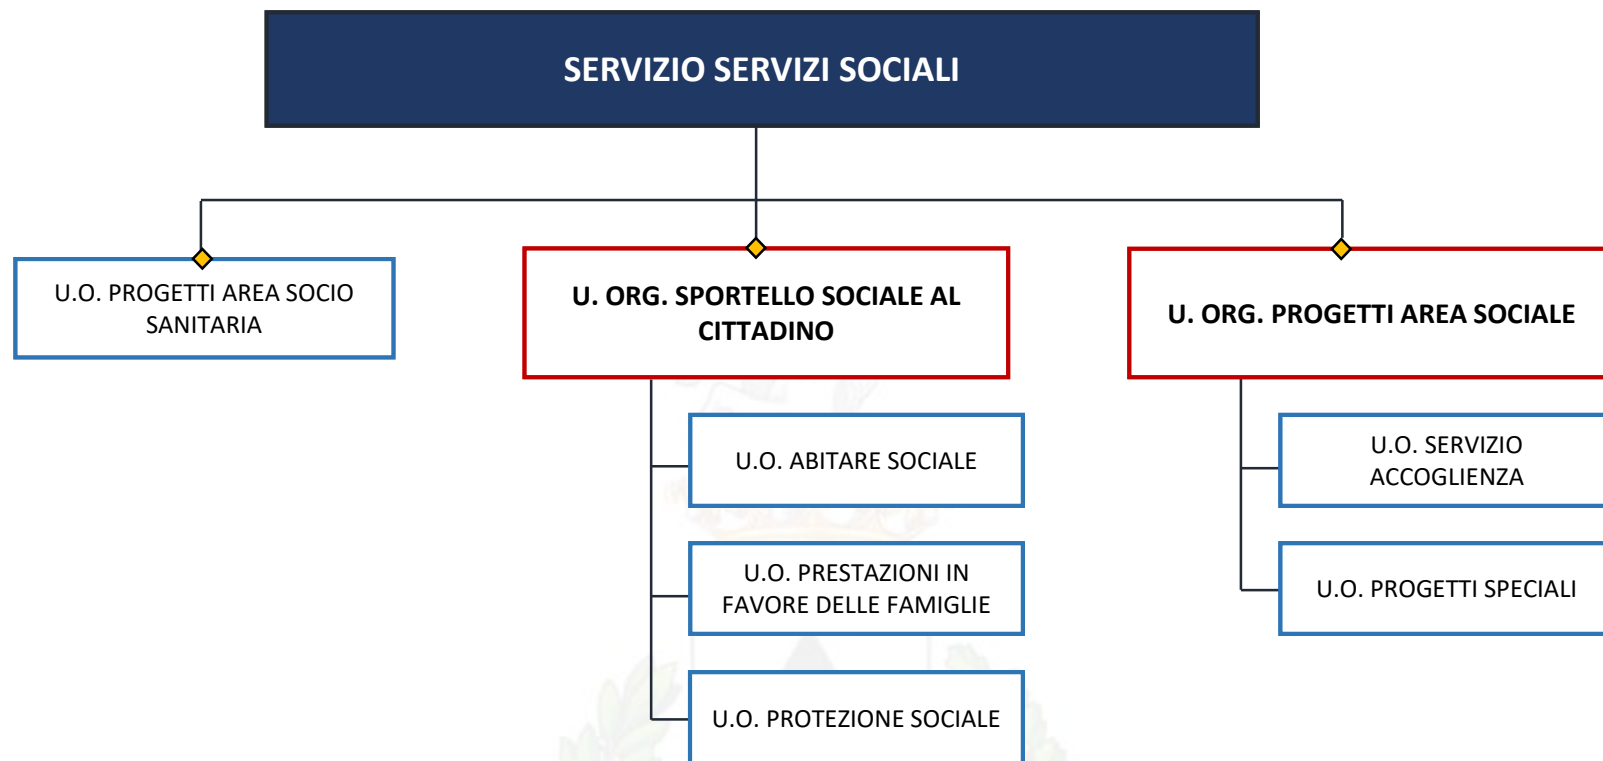 SERVIZIO SERVIZI SOCIALI
U.O. PROGETTI AREA SOCIO
SANITARIA
U. ORG. SPORTELLO SOCIALE AL
CITTADINO
U.O. ABITARE SOCIALE
U.O. PRESTAZIONI IN
FAVORE DELLE FAMIGLIE
U.O. PROTEZIONE SOCIALE
U. ORG. PROGETTI AREA SOCIALE
U.O. SERVIZIO
ACCOGLIENZA
U.O. PROGETTI SPECIALI